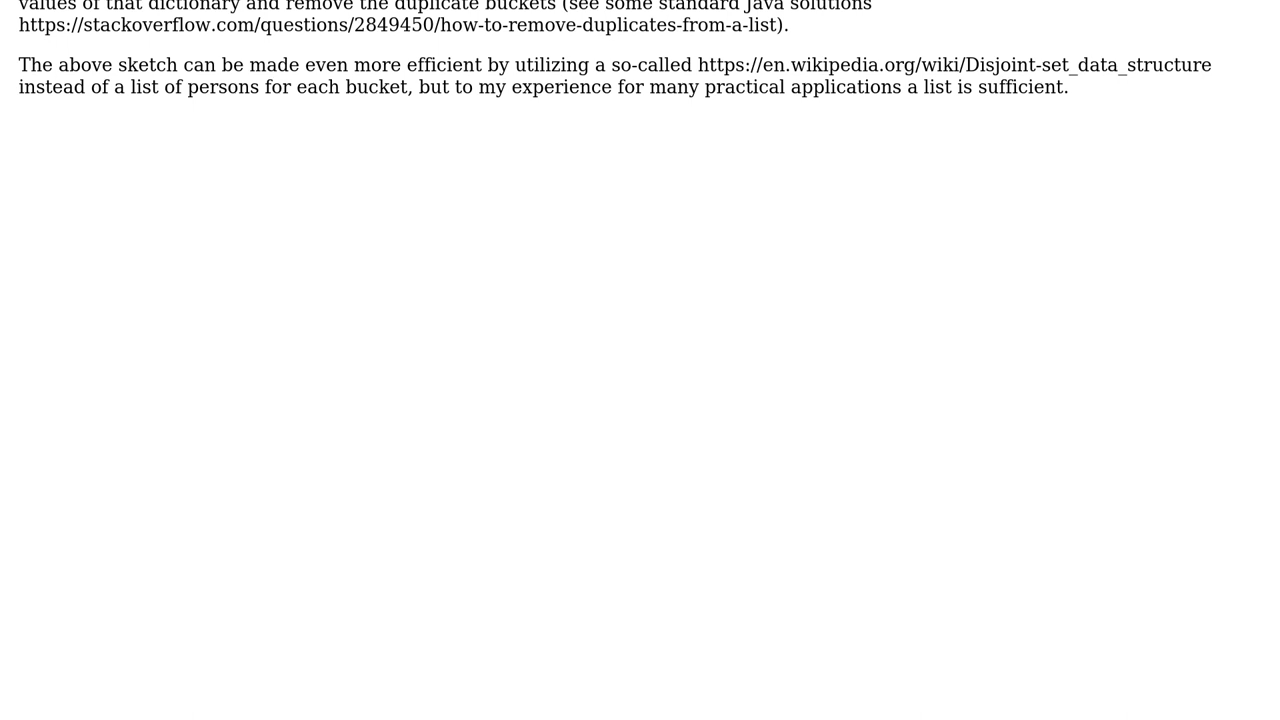 values of that dictionary and remove the duplicate buckets (see some standard Java solutions
https://stackoverflow.com/questions/2849450/how-to-remove-duplicates-from-a-list).
The above sketch can be made even more efficient by utilizing a so-called https://en.wikipedia.org/wiki/Disjoint-set_data_structure
instead of a list of persons for each bucket, but to my experience for many practical applications a list is sufficient.